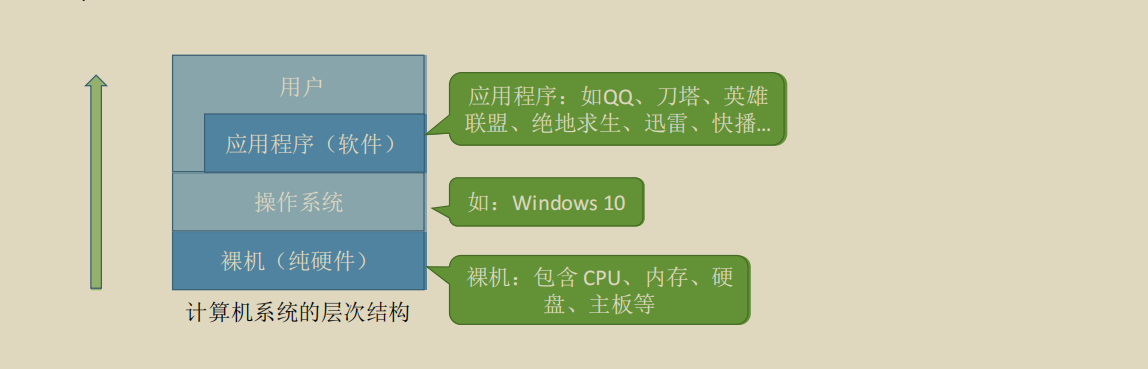 用户
应用程序：如QQ、刀塔、英雄
联盟、绝地求生、迅雷、快播...
应用程序（软件）
操作系统
如：Windows 10
裸机（纯硬件）
裸机：包含 CPU、内存、硬
盘、主板等
计算机系统的层次结构